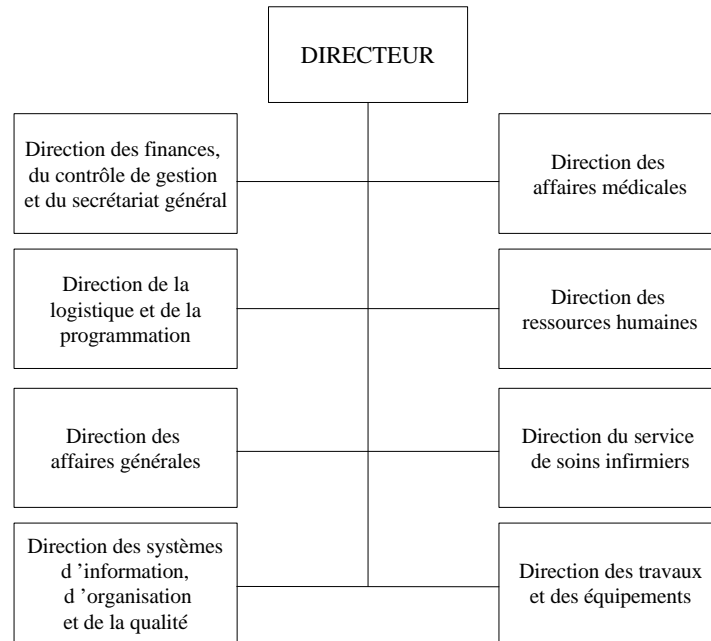 DIRECTEUR
Direction des finances,
du contrôle de gestion
et du secrétariat général
Direction des
affaires médicales
Direction de la
logistique et de la
programmation
Direction des
ressources humaines
Direction des
affaires générales
Direction du service
de soins infirmiers
Direction des systèmes
d ’information,
d ’organisation
et de la qualité
Direction des travaux
et des équipements